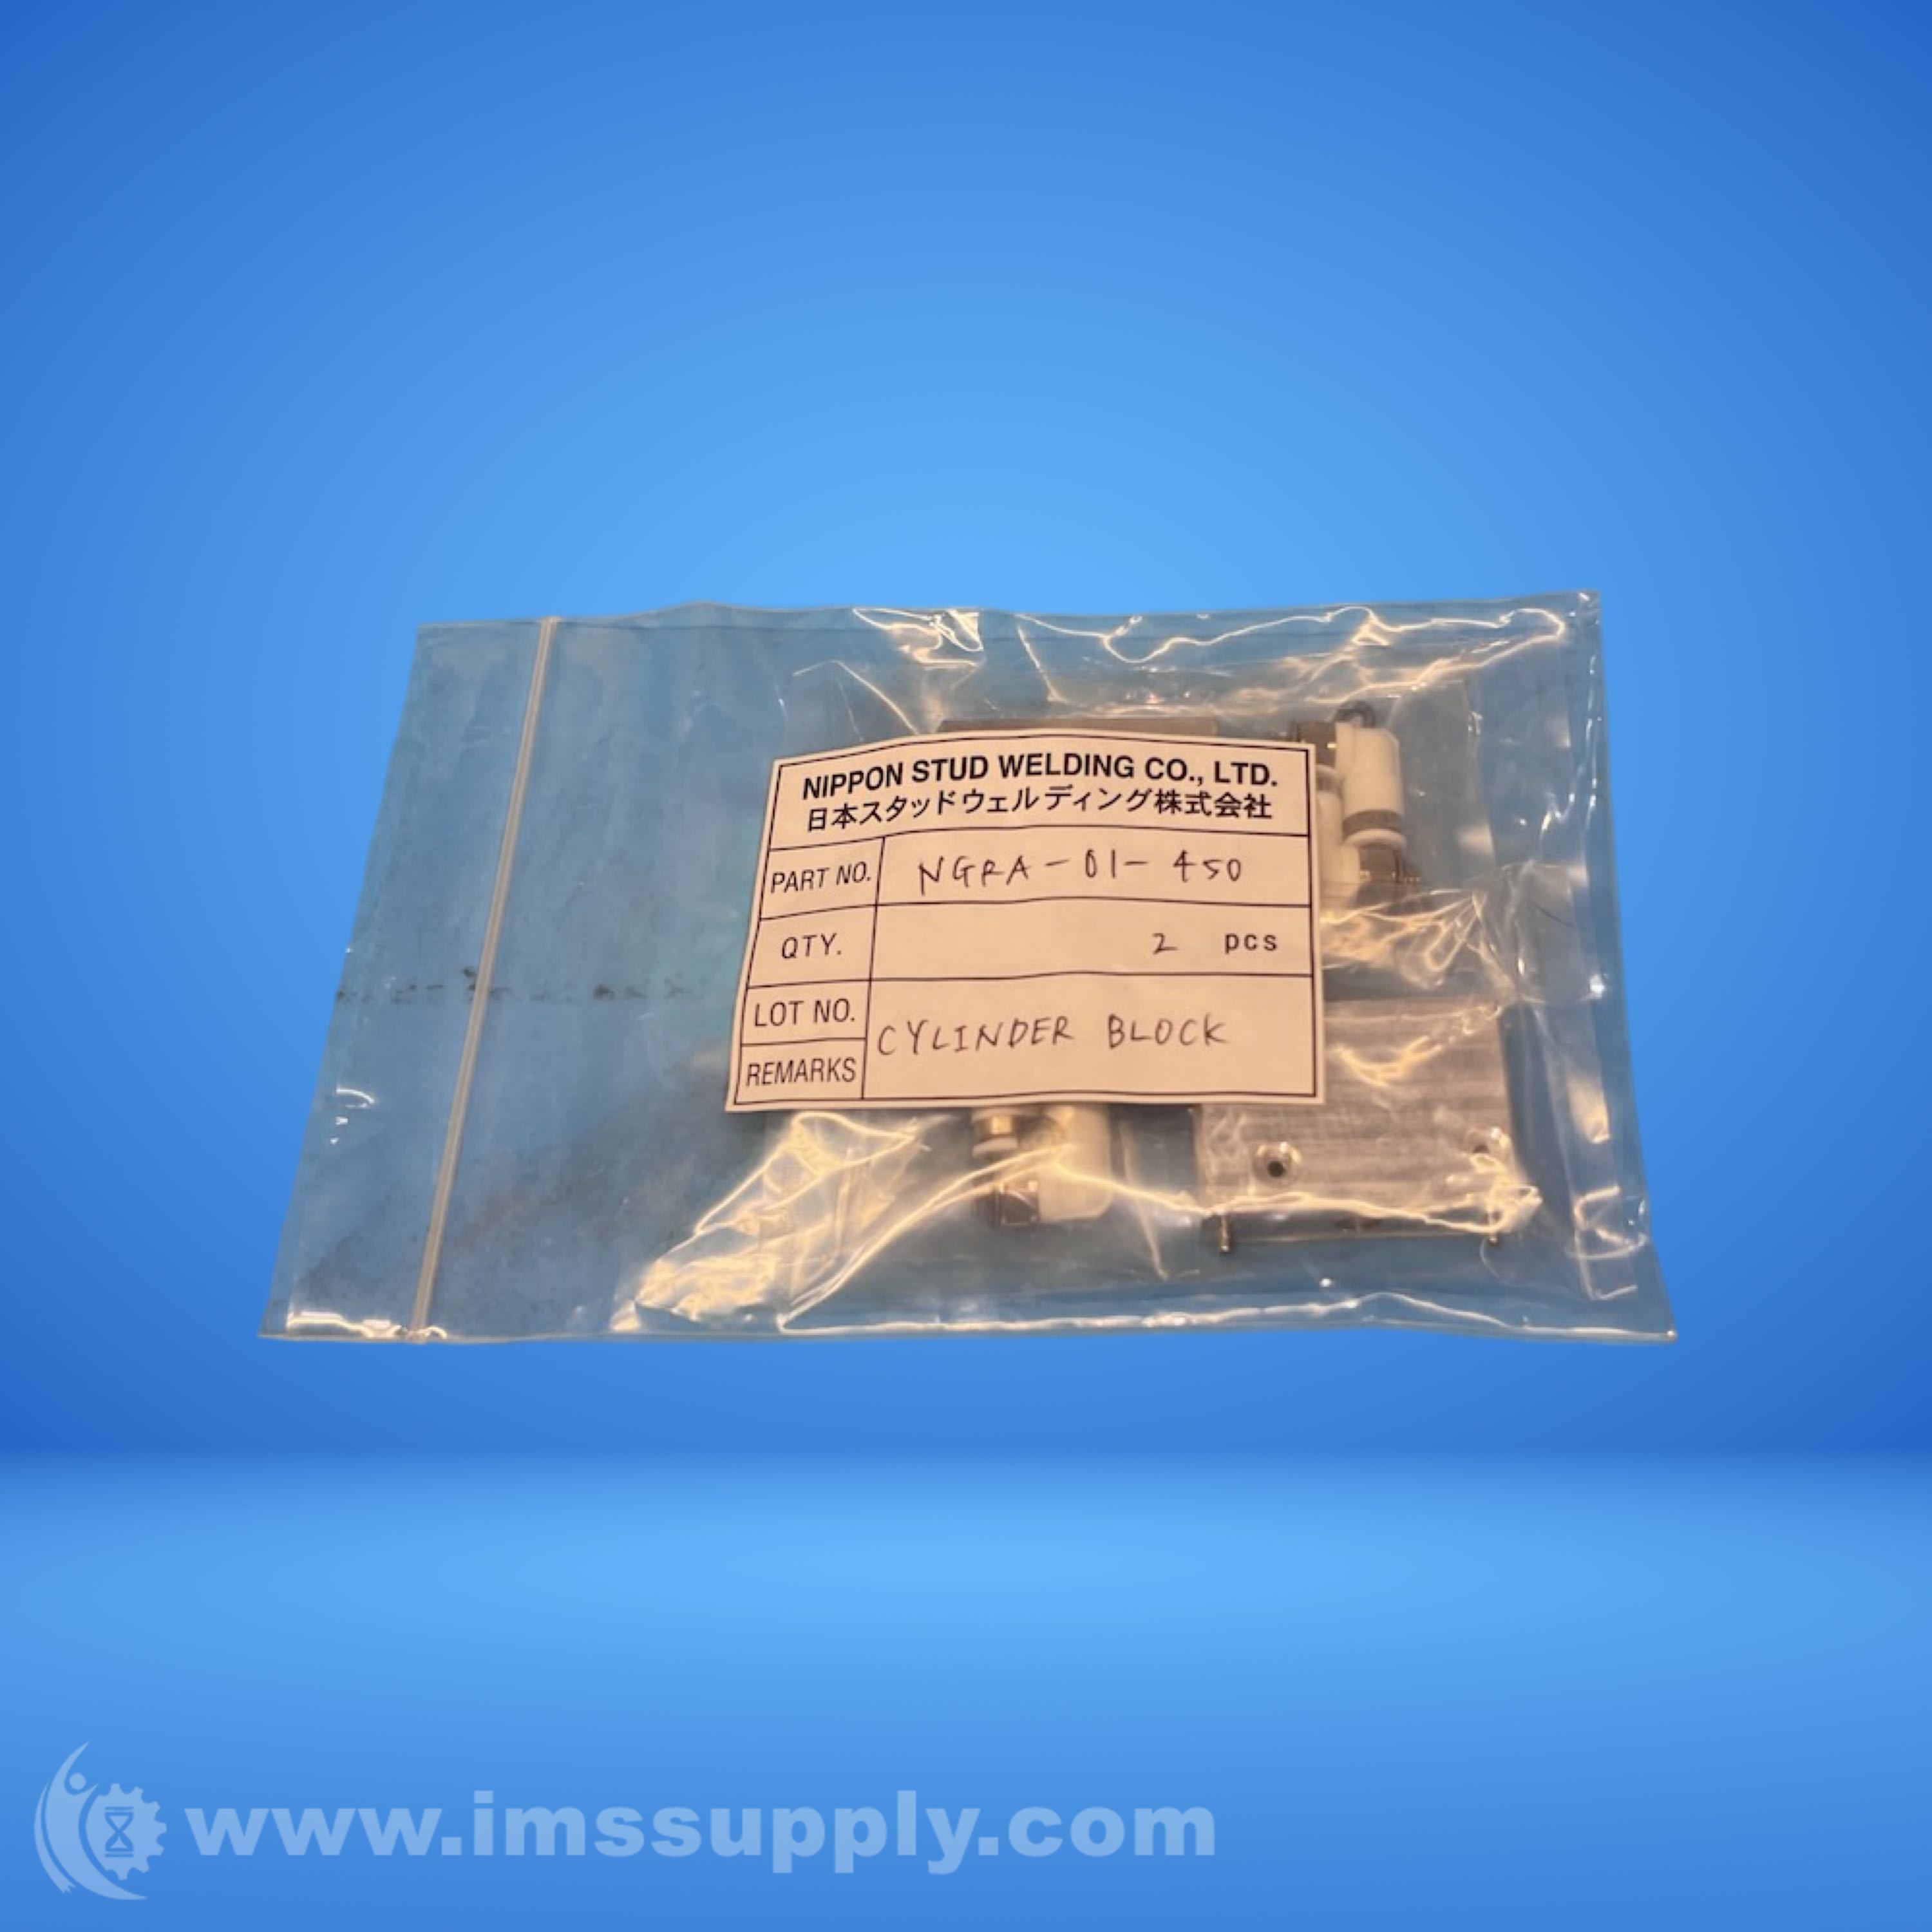 NIPPON STUD WELDING CO., LTD.
日本スタッドウェルディング株式会社
PART NO. NGRA-01-450
QTY. 2 pcs
LOT NO.
CYLINDER BLOCK
REMARKS
www.imssupply.com